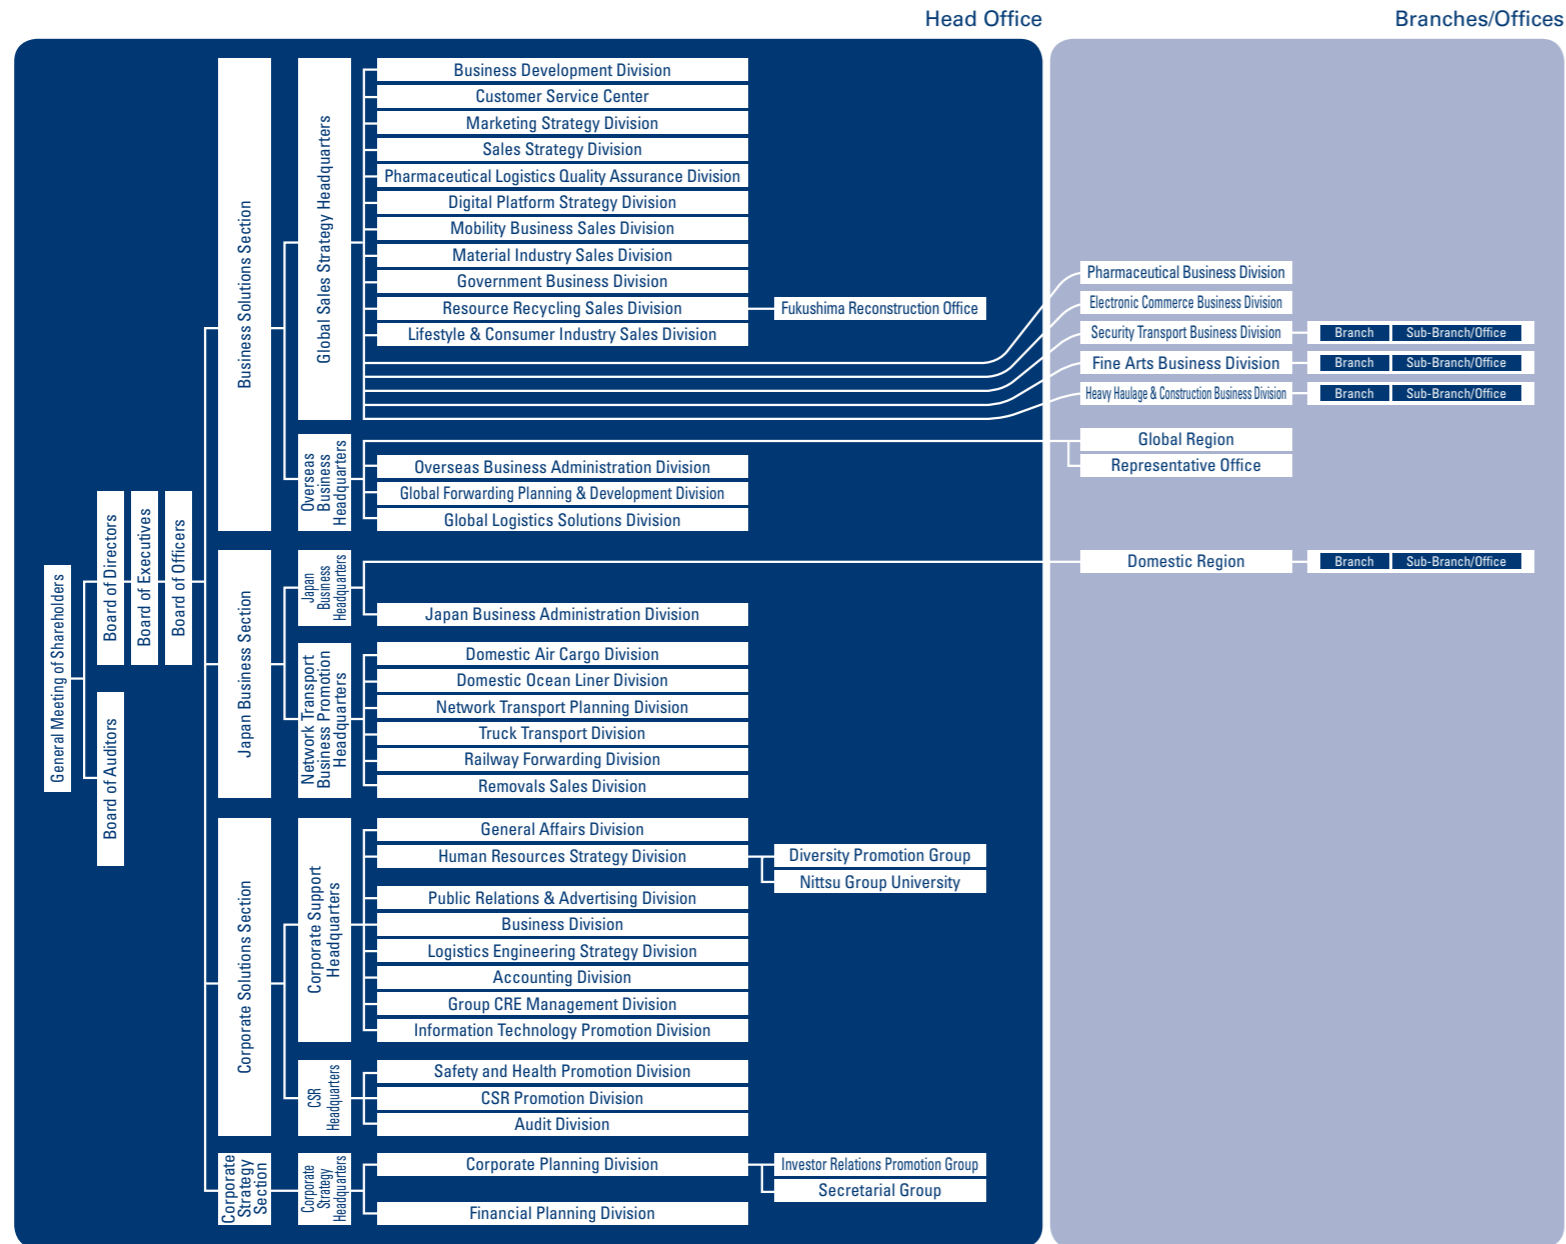 Head Office
Branches/Offices
General Meeting of Shareholders
Board of Directors
Board of Executives
Board of Officers
Board of Auditors
Business Solutions Section
Global Sales Strategy Headquarters
Business Development Division
Customer Service Center
Marketing Strategy Division
Sales Strategy Division
Pharmaceutical Logistics Quality Assurance Division
Digital Platform Strategy Division
Mobility Business Sales Division
Material Industry Sales Division
Government Business Division
Resource Recycling Sales Division
Fukushima Reconstruction Office
Lifestyle & Consumer Industry Sales Division
Pharmaceutical Business Division
Electronic Commerce Business Division
Security Transport Business Division
Branch
Sub-Branch/Office
Fine Arts Business Division
Branch
Sub-Branch/Office
Heavy Haulage & Construction Business Division
Branch
Sub-Branch/Office
Overseas
Business
Headquarters
Global Region
Representative Office
Overseas Business Administration Division
Global Forwarding Planning & Development Division
Global Logistics Solutions Division
Japan Business Section
Japan
Business
Headquarters
Domestic Region
Branch
Sub-Branch/Office
Japan Business Administration Division
Network Transport
Business Promotion
Headquarters
Domestic Air Cargo Division
Domestic Ocean Liner Division
Network Transport Planning Division
Truck Transport Division
Railway Forwarding Division
Removals Sales Division
Corporate Solutions Section
Corporate Support
Headquarters
General Affairs Division
Human Resources Strategy Division
Diversity Promotion Group
Nittsu Group University
Public Relations & Advertising Division
Business Division
Logistics Engineering Strategy Division
Accounting Division
Group CRE Management Division
Information Technology Promotion Division
CSR
Headquarters
Safety and Health Promotion Division
CSR Promotion Division
Audit Division
Corporate
Strategy
Section
Corporate
Strategy
Headquarters
Corporate Planning Division
Investor Relations Promotion Group
Secretarial Group
Financial Planning Division